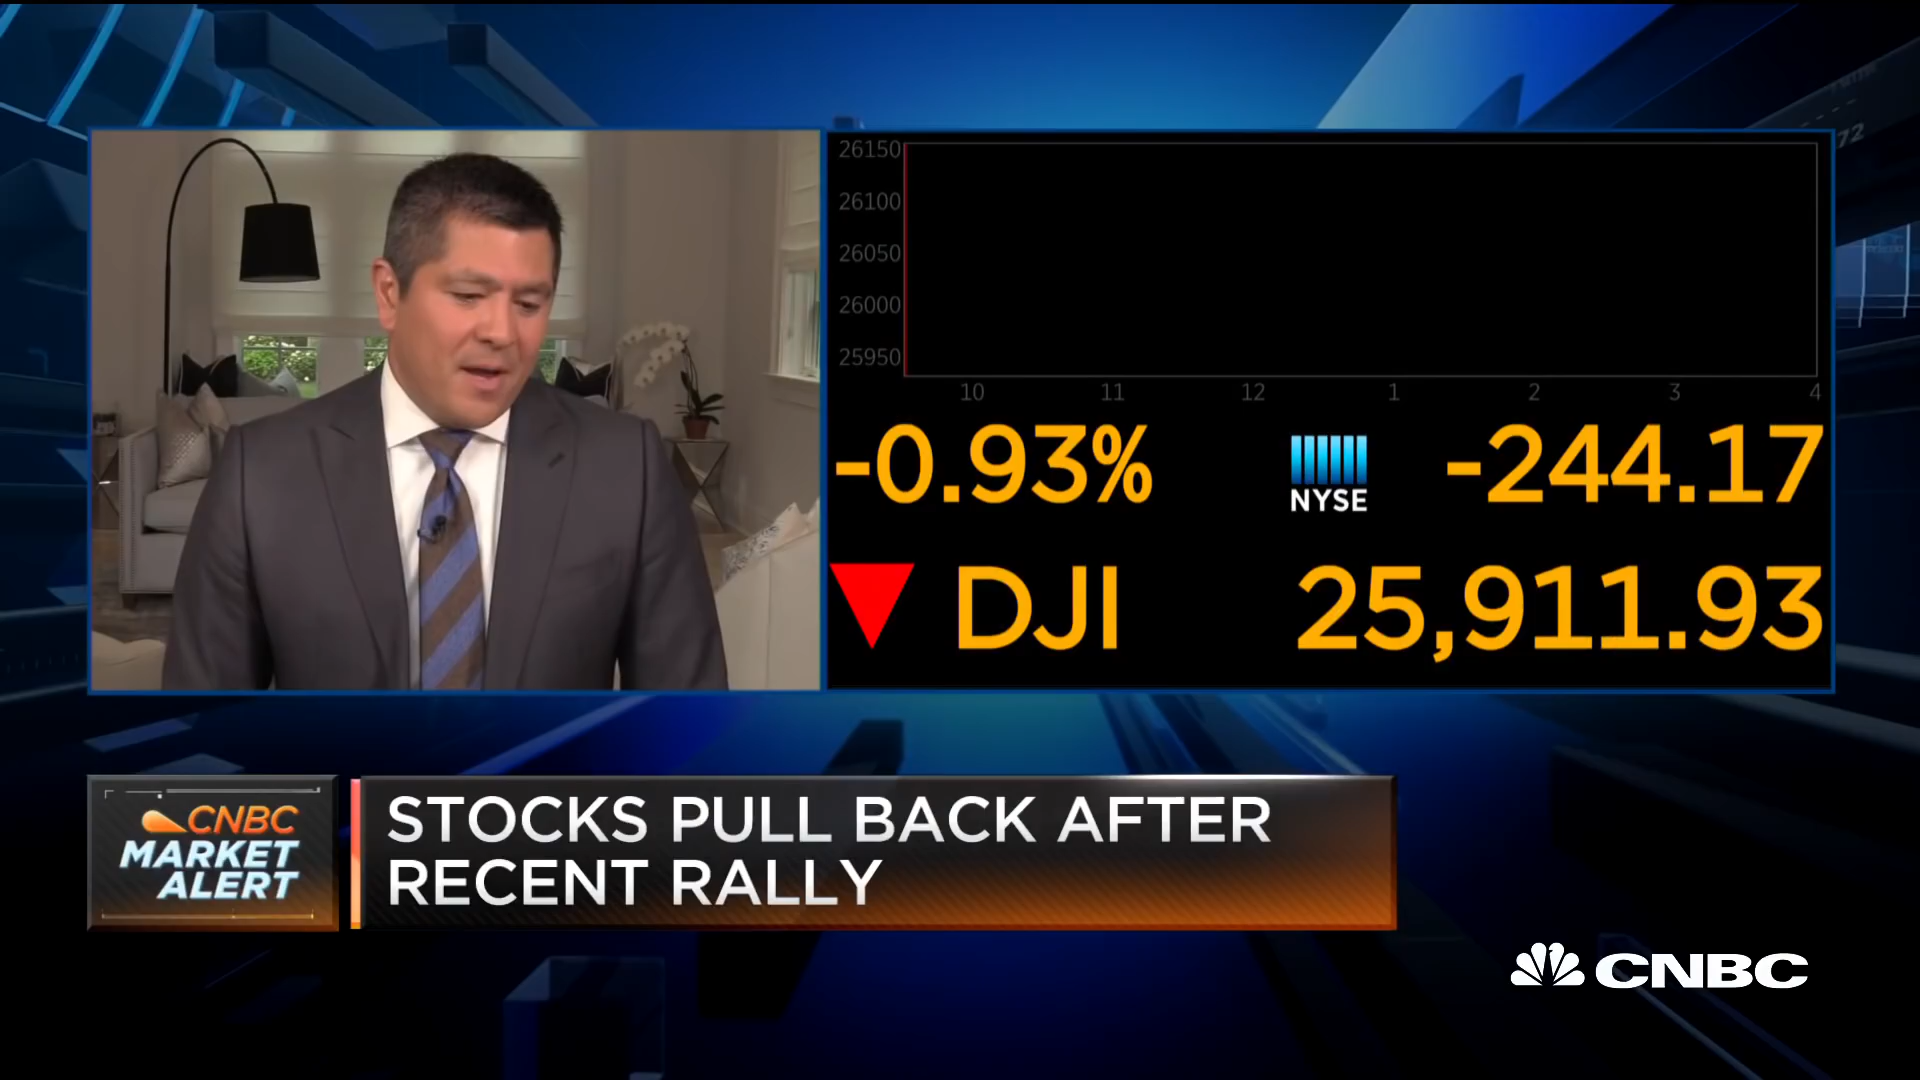 72
26150
26100
26050
26000
25950
10 11 12 1 2 3 4
-0.93% NYSE -244.17
DJI 25,911.93
CNBC
MARKET
ALERT
STOCKS PULL BACK AFTER
RECENT RALLY
CNBC